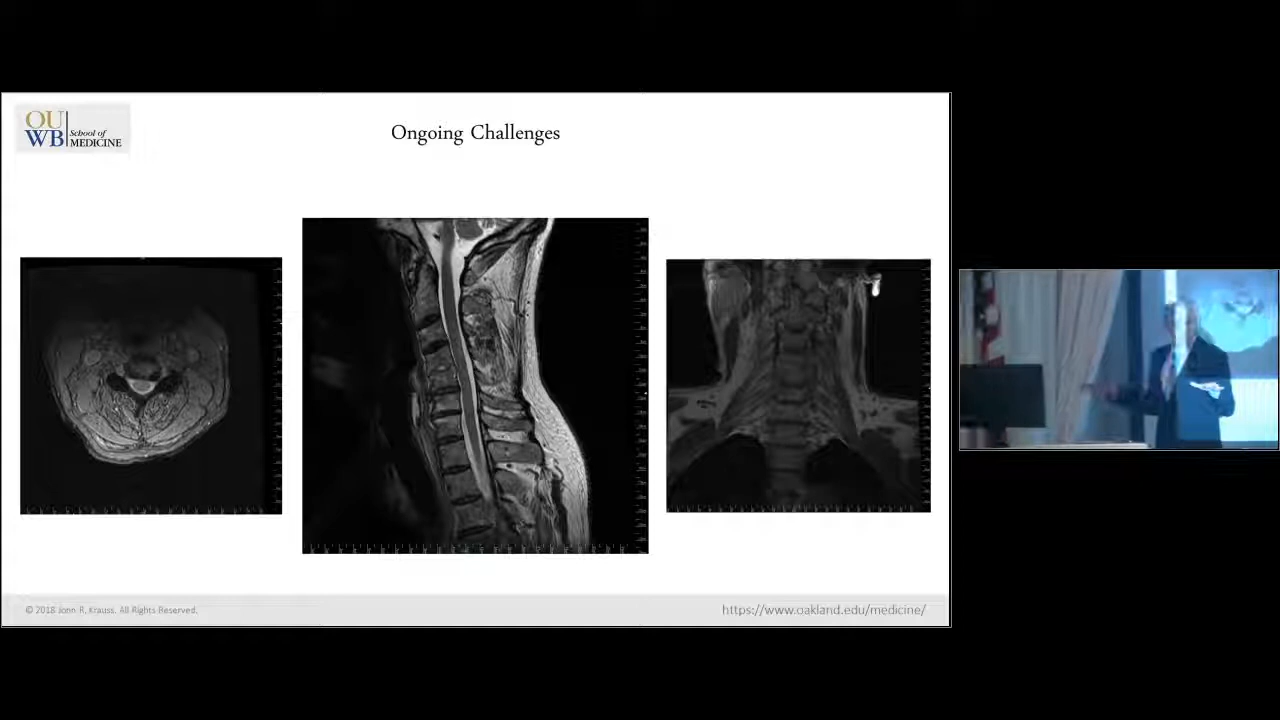 OU
WB
School of
MEDICINE
Ongoing Challenges
© 2018 John R. Krauss. All Rights Reserved.
https://www.oakland.edu/medicine/